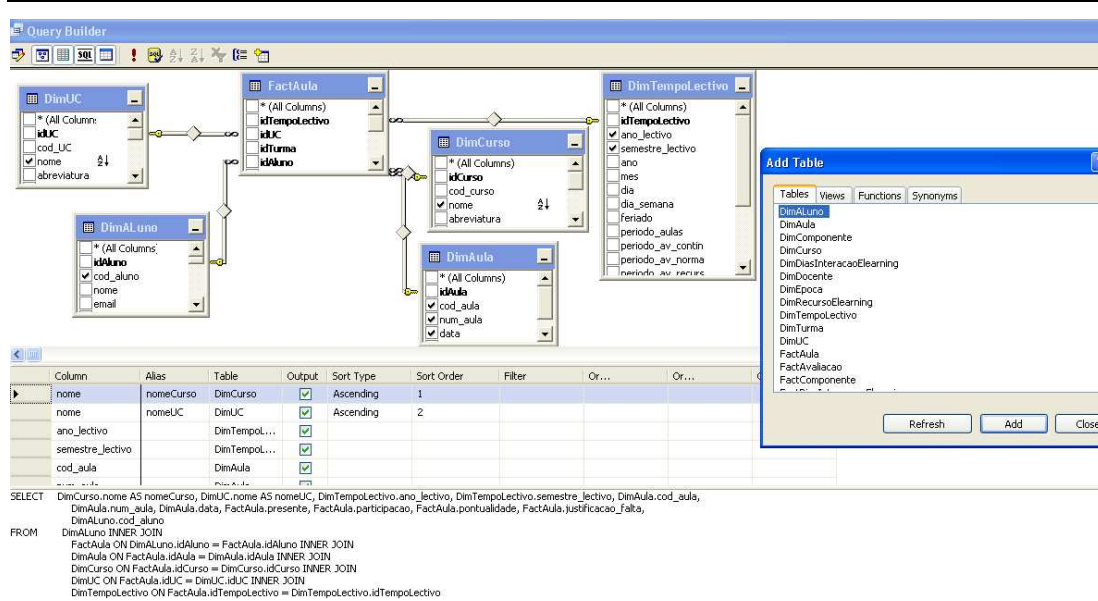 Query Builder
SQL
DimUC
* (All Column:
idUC
cod_UC
nome
abreviatura
FactAula
* (All Columns)
idTempoLectivo
idUC
idTurma
idAluno
DimTempoLectivo
* (All Columns)
idTempoLectivo
ano_lectivo
semestre_lectivo
ano
mes
dia
dia_semana
feriado
periodo_aulas
periodo_av_contin
periodo_av_norma
periodo_av_recurs
DimCurso
* (All Columns)
idCurso
cod_curso
nome
abreviatura
DimALuno
* (All Columns)
idAluno
cod_aluno
nome
email
DimAula
* (All Columns)
idAula
cod_aula
num_aula
data
Add Table
Tables Views Functions Synonyms
DimALuno
DimAula
DimComponente
DimCurso
DimDiasInteracaoElearning
DimDocente
DimEpoca
DimRecursoElearning
DimTempoLectivo
DimTurma
DimUC
FactAula
FactAvaliacao
FactComponente
Refresh Add Close
Column Alias Table Output Sort Type Sort Order Filter Or... Or...
nome nomeCurso DimCurso Ascending 1
nome nomeUC DimUC Ascending 2
ano_lectivo DimTempoL...
semestre_lectivo DimTempoL...
cod_aula DimAula
num_aula DimAula
SELECT DimCurso.nome AS nomeCurso, DimUC.nome AS nomeUC, DimTempoLectivo.ano_lectivo, DimTempoLectivo.semestre_lectivo, DimAula.cod_aula,
DimAula.num_aula, DimAula.data, FactAula.presente, FactAula.participacao, FactAula.pontualidade, FactAula.justificacao_falta,
DimALuno.cod_aluno
FROM DimALuno INNER JOIN
FactAula ON DimALuno.idAluno = FactAula.idAluno INNER JOIN
DimAula ON FactAula.idAula = DimAula.idAula INNER JOIN
DimCurso ON FactAula.idCurso = DimCurso.idCurso INNER JOIN
DimUC ON FactAula.idUC = DimUC.idUC INNER JOIN
DimTempoLectivo ON FactAula.idTempoLectivo = DimTempoLectivo.idTempoLectivo